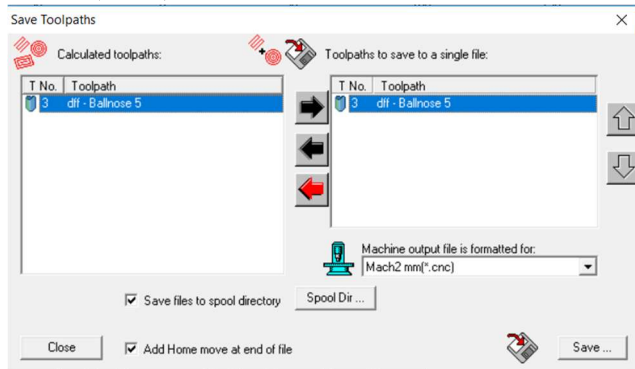 Save Toolpaths
Calculated toolpaths:
Toolpaths to save to a single file:
T No. Toolpath
3 dff - Ballnose 5
T No. Toolpath
3 dff - Ballnose 5
Machine output file is formatted for:
Mach2 mm(*.cnc)
Save files to spool directory
Spool Dir ...
Close
Add Home move at end of file
Save ...